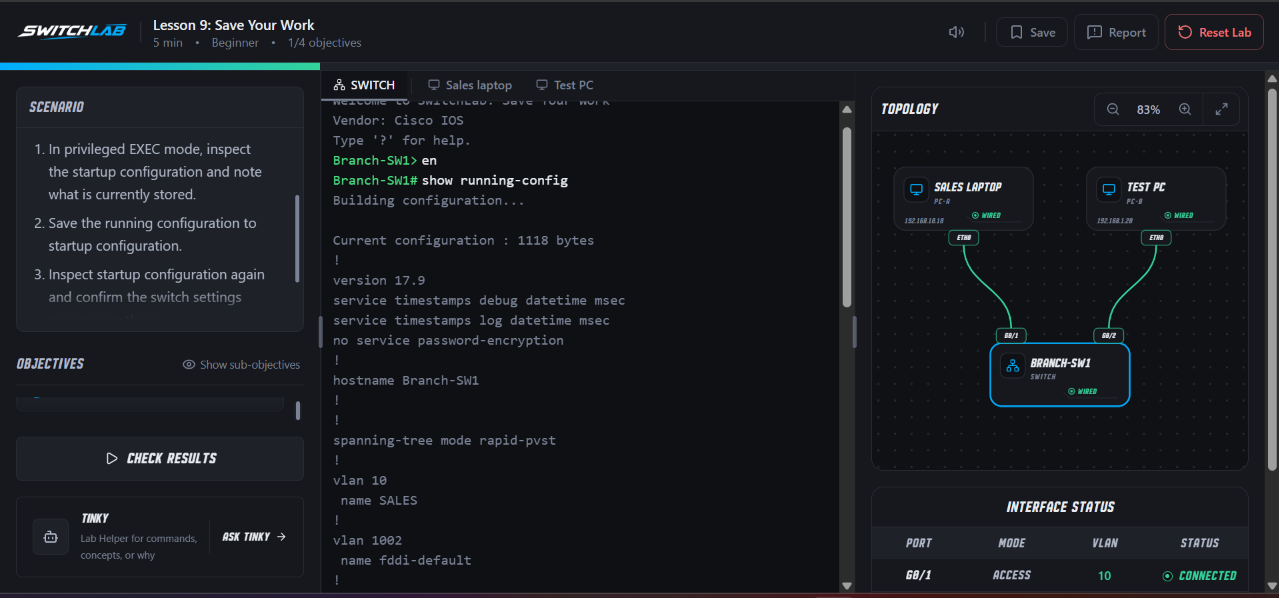 SWITCHLAB
Lesson 9: Save Your Work
5 min • Beginner • 1/4 objectives
Save
Report
Reset Lab
SCENARIO
1. In privileged EXEC mode, inspect
the startup configuration and note
what is currently stored.
2. Save the running configuration to
startup configuration.
3. Inspect startup configuration again
and confirm the switch settings
OBJECTIVES
Show sub-objectives
CHECK RESULTS
TINKY
Lab Helper for commands,
concepts, or why
ASK TINKY →
SWITCH
Sales laptop
Test PC
Welcome to SwitchLab: Save Your Work
Vendor: Cisco IOS
Type '?' for help.
Branch-SW1> en
Branch-SW1# show running-config
Building configuration...
Current configuration : 1118 bytes
!
version 17.9
service timestamps debug datetime msec
service timestamps log datetime msec
no service password-encryption
!
hostname Branch-SW1
!
!
spanning-tree mode rapid-pvst
!
vlan 10
name SALES
!
vlan 1002
name fddi-default
!
TOPOLOGY
83%
SALES LAPTOP
PC-A
192.168.10.10
WIRED
ETH0
TEST PC
PC-B
192.168.1.20
WIRED
ETH0
G0/1
G0/2
BRANCH-SW1
SWITCH
WIRED
INTERFACE STATUS
PORT MODE VLAN STATUS
G0/1 ACCESS 10 CONNECTED